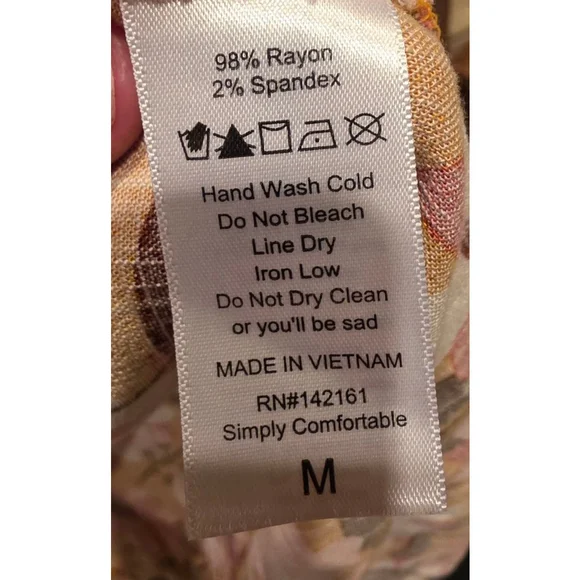 98% Rayon
2% Spandex
Hand Wash Cold
Do Not Bleach
Line Dry
Iron Low
Do Not Dry Clean
or you'll be sad
MADE IN VIETNAM
RN#142161
Simply Comfortable
M